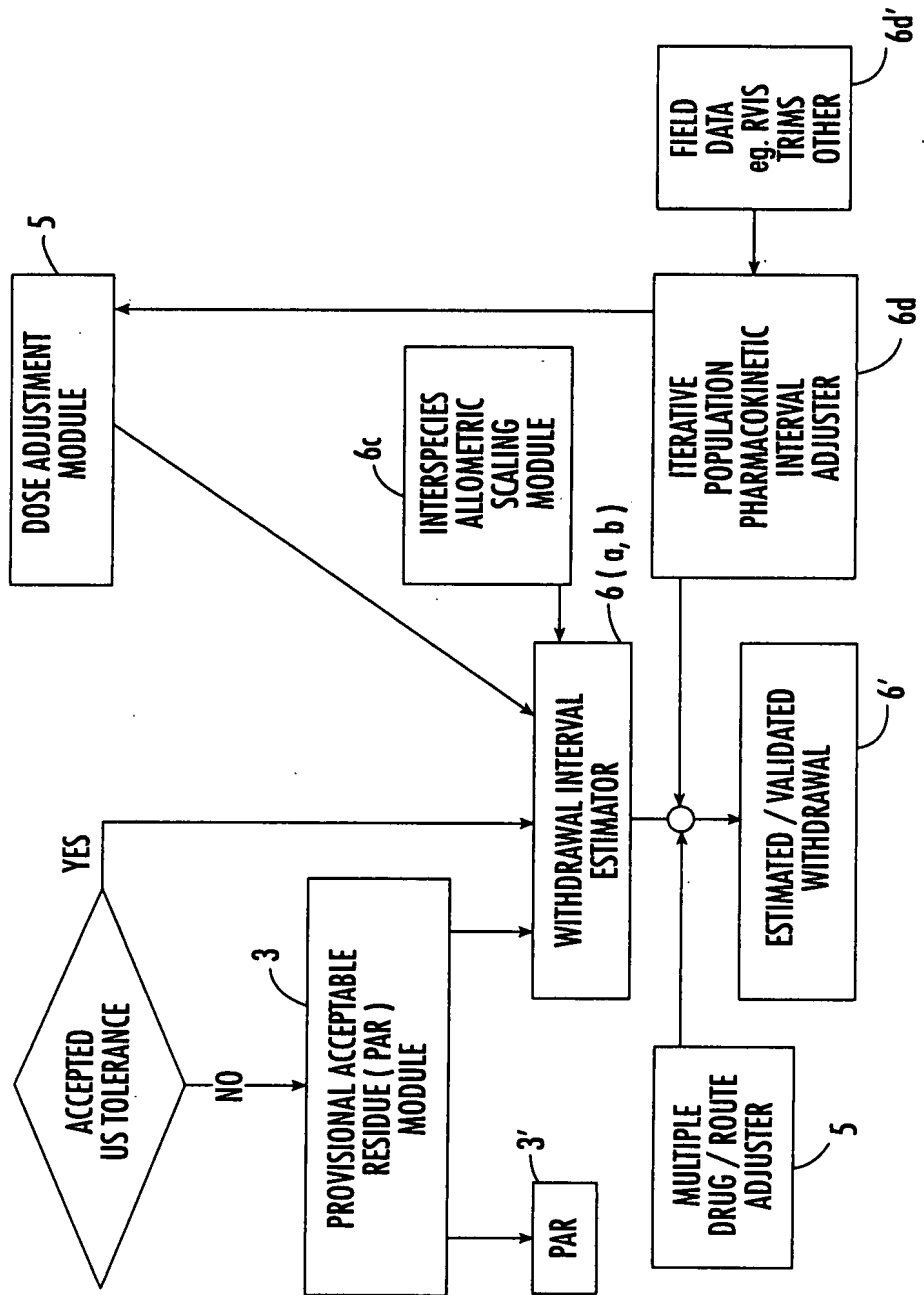 ACCEPTED
US TOLERANCE
YES
NO
3
PROVISIONAL ACCEPTABLE
RESIDUE ( PAR )
MODULE
3'
PAR
5
DOSE ADJUSTMENT
MODULE
6c
INTERSPECIES
ALLOMETRIC
SCALING
MODULE
WITHDRAWAL INTERVAL
ESTIMATOR
6 ( a, b )
MULTIPLE
DRUG / ROUTE
ADJUSTER
5
ESTIMATED / VALIDATED
WITHDRAWAL
6'
ITERATIVE
POPULATION
PHARMACOKINETIC
INTERVAL
ADJUSTER
6d
FIELD
DATA
eg. RVIS
TRIMS
OTHER
6d'